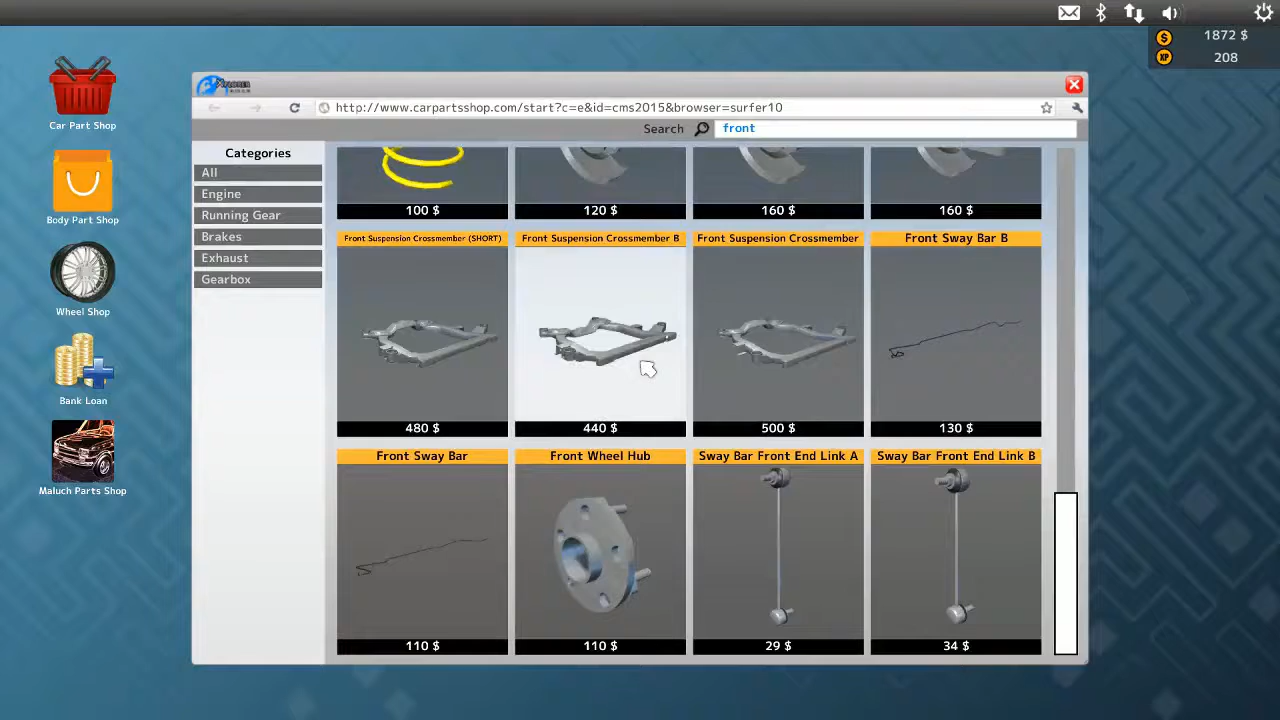 1872 $
208
XP
Car Part Shop
Body Part Shop
Wheel Shop
Bank Loan
Maluch Parts Shop
http://www.carpartsshop.com/start?c=e&id=cms2015&browser=surfer10
Search
front
Categories
All
Engine
Running Gear
Brakes
Exhaust
Gearbox
100 $
120 $
160 $
160 $
Front Suspension Crossmember (SHORT)
Front Suspension Crossmember B
Front Suspension Crossmember
Front Sway Bar B
480 $
440 $
500 $
130 $
Front Sway Bar
Front Wheel Hub
Sway Bar Front End Link A
Sway Bar Front End Link B
110 $
110 $
29 $
34 $